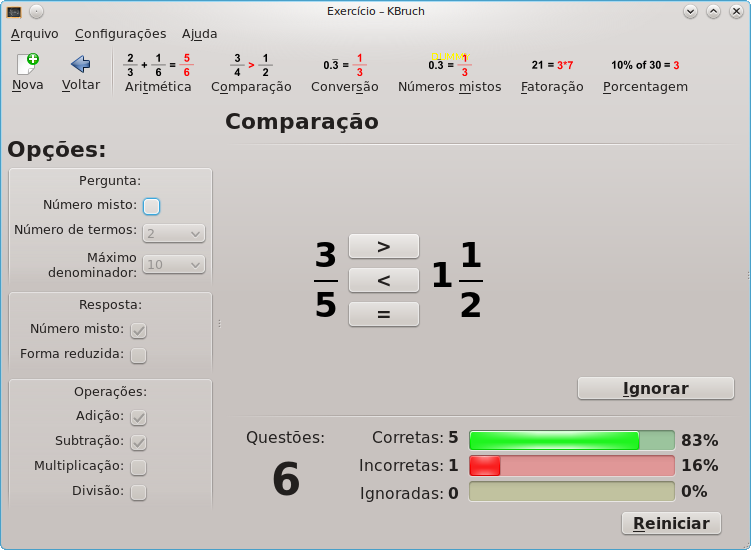 Exercício – KBruch
Arquivo Configurações Ajuda
2/3 + 1/6 = 5/6
3/4 > 1/2
0.3̅ = 1/3
0.3̅ = 1/3
21 = 3*7
10% of 30 = 3
Nova Voltar Aritmética Comparação Conversão Números mistos Fatoração Porcentagem
Comparação
Opções:
Pergunta:
Número misto:
Número de termos: 2
Máximo
denominador: 10
Resposta:
Número misto:
Forma reduzida:
Operações:
Adição:
Subtração:
Multiplicação:
Divisão:
3/5
>
<
=
1 1/2
Ignorar
Questões:
6
Corretas: 5 83%
Incorretas: 1 16%
Ignoradas: 0 0%
Reiniciar